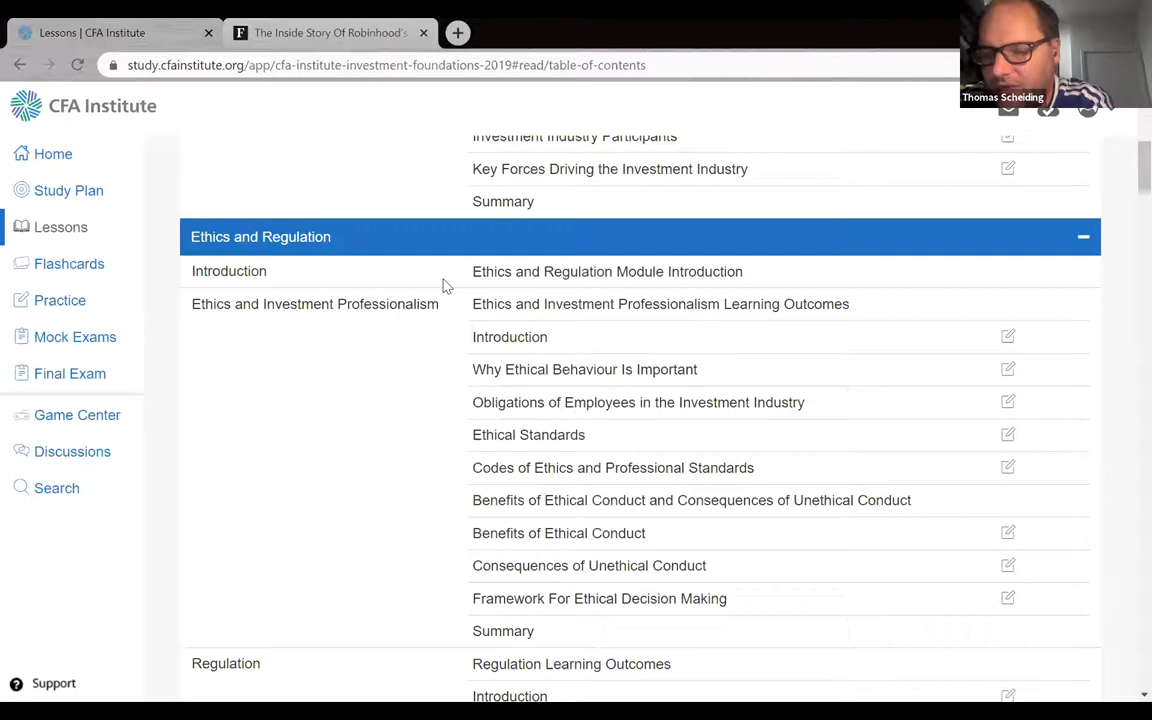 Lessons | CFA Institute
The Inside Story Of Robinhood's
study.cfainstitute.org/app/cfa-institute-investment-foundations-2019#read/table-of-contents
Thomas Scheiding
CFA Institute
Home
Study Plan
Lessons
Flashcards
Practice
Mock Exams
Final Exam
Game Center
Discussions
Search
Support
Investment Industry Participants
Key Forces Driving the Investment Industry
Summary
Ethics and Regulation
Introduction Ethics and Regulation Module Introduction
Ethics and Investment Professionalism Ethics and Investment Professionalism Learning Outcomes
Introduction
Why Ethical Behaviour Is Important
Obligations of Employees in the Investment Industry
Ethical Standards
Codes of Ethics and Professional Standards
Benefits of Ethical Conduct and Consequences of Unethical Conduct
Benefits of Ethical Conduct
Consequences of Unethical Conduct
Framework For Ethical Decision Making
Summary
Regulation Regulation Learning Outcomes
Introduction